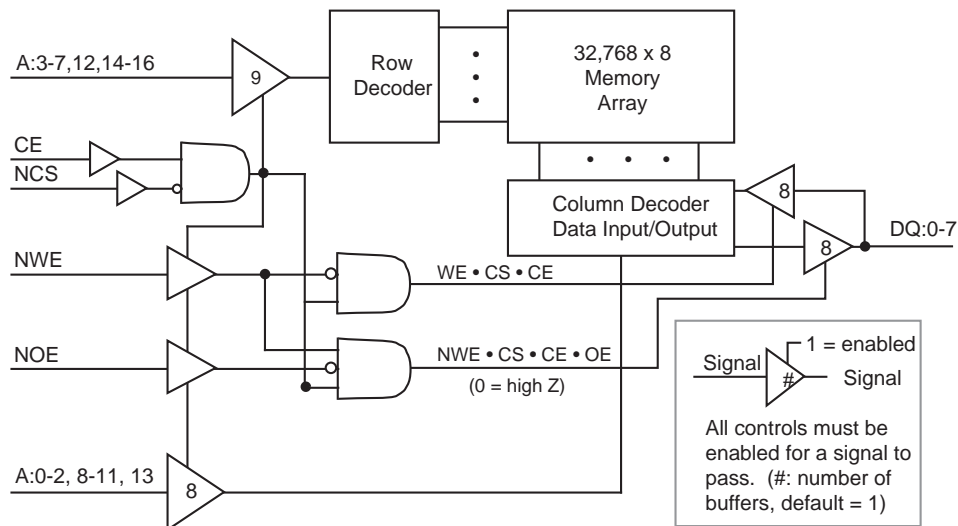 A:3-7,12,14-16
9
Row
Decoder
• • •
32,768 x 8
Memory
Array
CE
NCS
• • •
Column Decoder
Data Input/Output
8
8
DQ:0-7
NWE
WE • CS • CE
NOE
NWE • CS • CE • OE
(0 = high Z)
A:0-2, 8-11, 13
8
1 = enabled
Signal
#
Signal
All controls must be
enabled for a signal to
pass. (#: number of
buffers, default = 1)